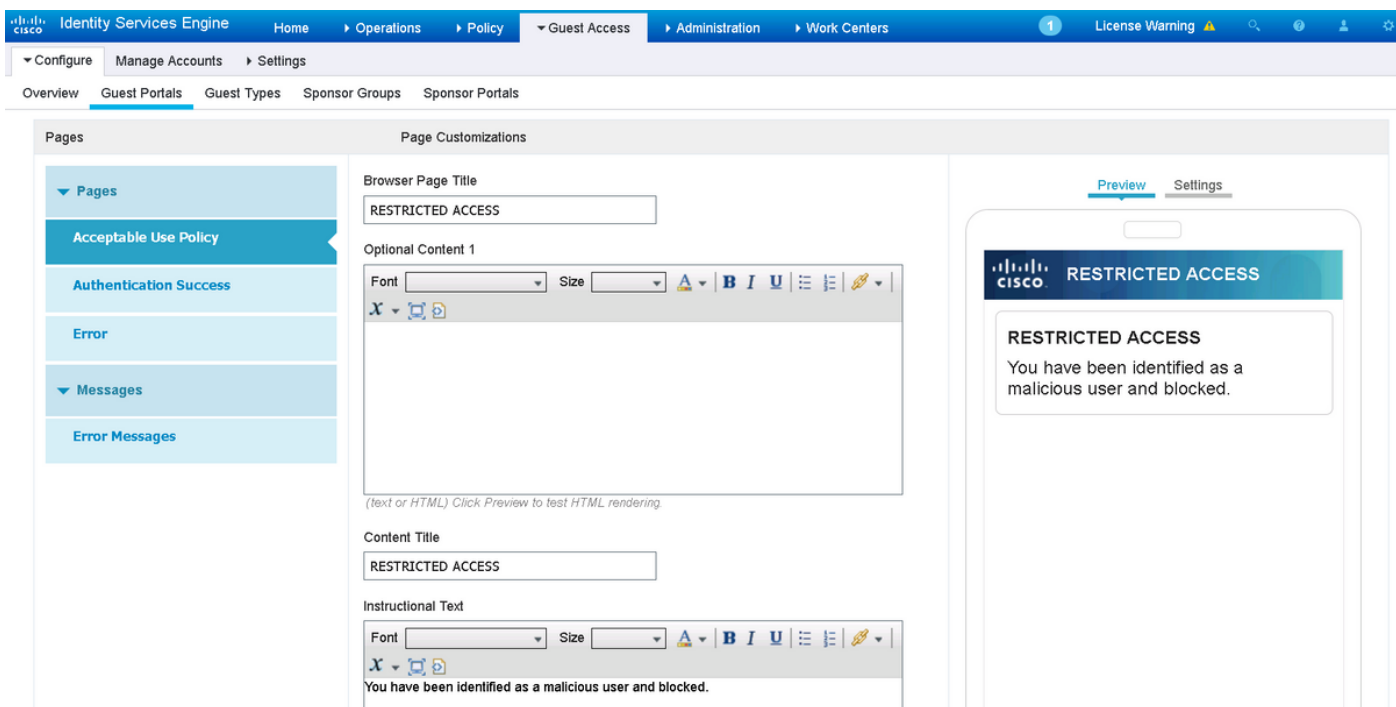 CISCO Identity Services Engine Home Operations Policy Guest Access Administration Work Centers 1 License Warning
Configure Manage Accounts Settings
Overview Guest Portals Guest Types Sponsor Groups Sponsor Portals
Pages Page Customizations
Pages
Acceptable Use Policy
Authentication Success
Error
Messages
Error Messages
Browser Page Title
RESTRICTED ACCESS
Optional Content 1
Font Size A B I U
X
(text or HTML) Click Preview to test HTML rendering.
Content Title
RESTRICTED ACCESS
Instructional Text
Font Size A B I U
X
You have been identified as a malicious user and blocked.
Preview Settings
CISCO. RESTRICTED ACCESS
RESTRICTED ACCESS
You have been identified as a
malicious user and blocked.